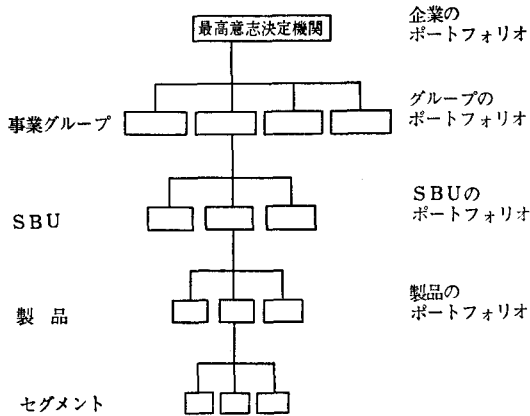 最高意志決定機関
企業の
ポートフォリオ
事業グループ
グループの
ポートフォリオ
SBU
SBUの
ポートフォリオ
製品
製品の
ポートフォリオ
セグメント